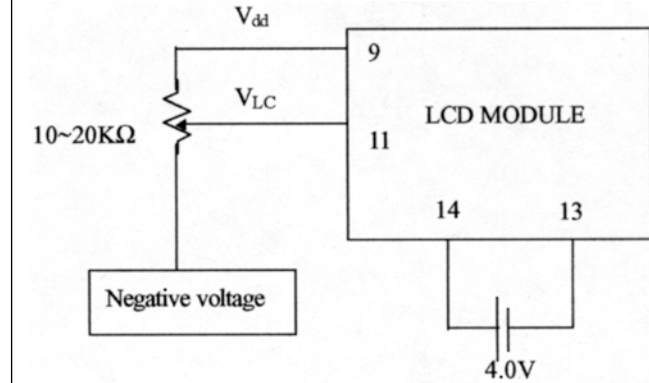 Vdd
9
VLC
LCD MODULE
10~20KΩ
11
14
13
Negative voltage
4.0V